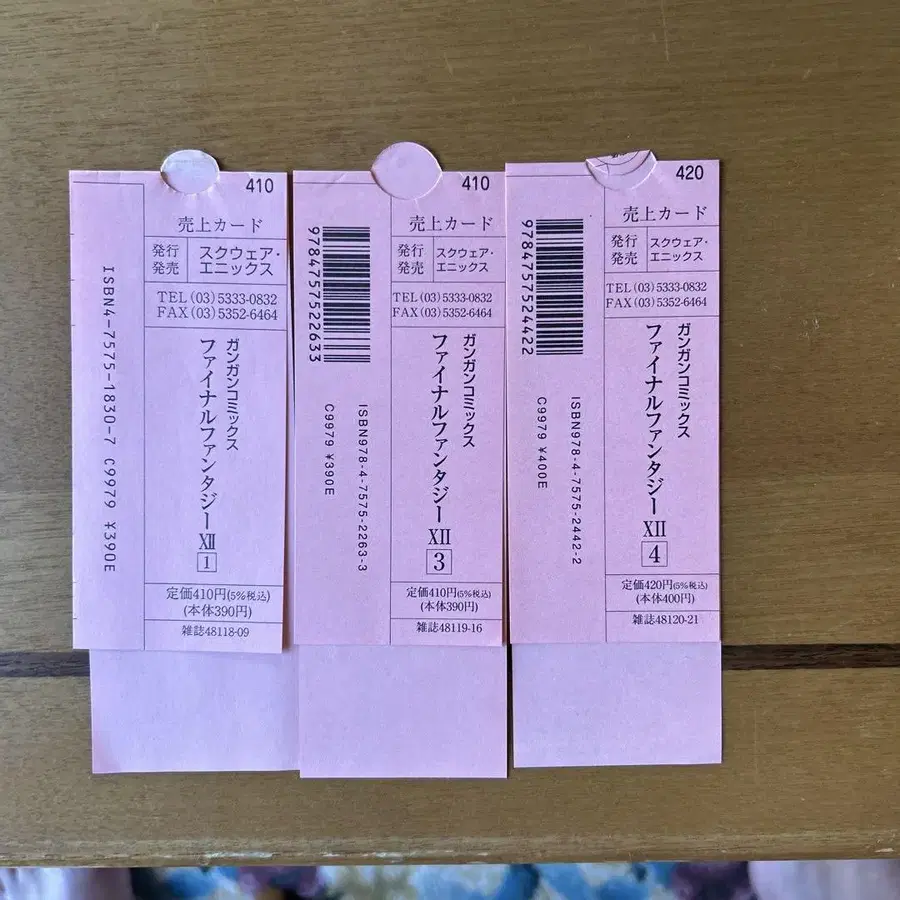 410
売上カード
発行
発売
スクウェア・
エニックス
TEL(03)5333-0832
FAX(03)5352-6464
ガンガンコミックス
ファイナルファンタジー XII 1
定価410円(5%税込)
(本体390円)
雑誌48118-09
ISBN4-7575-1830-7 C9979 ¥390E
410
売上カード
発行
発売
スクウェア・
エニックス
TEL(03)5333-0832
FAX(03)5352-6464
ガンガンコミックス
ファイナルファンタジー XII 3
定価410円(5%税込)
(本体390円)
雑誌48119-16
ISBN978-4-7575-2263-3
C9979 ¥390E
9784757522633
420
売上カード
発行
発売
スクウェア・
エニックス
TEL(03)5333-0832
FAX(03)5352-6464
ガンガンコミックス
ファイナルファンタジー XII 4
定価420円(5%税込)
(本体400円)
雑誌48120-21
ISBN978-4-7575-2442-2
C9979 ¥400E
9784757524422